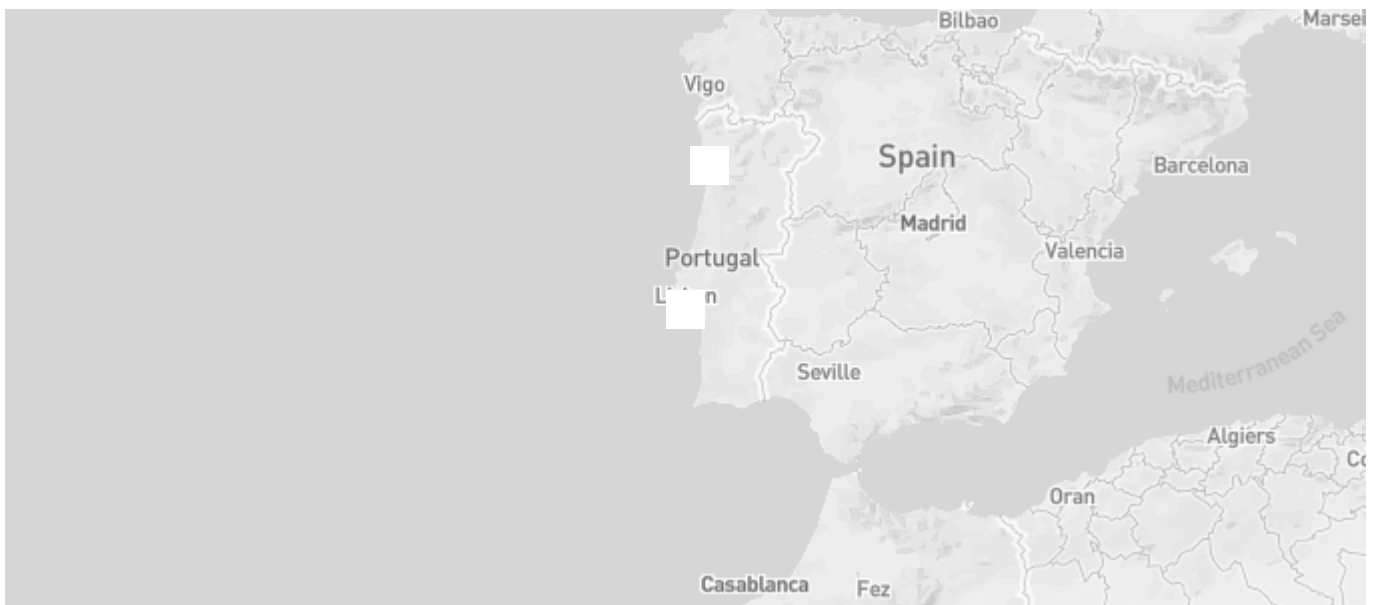 Bilbao
Marsei
Vigo
Spain
Barcelona
Madrid
Valencia
Portugal
Mediterranean Sea
Seville
Algiers
Oran
Casablanca
Fez